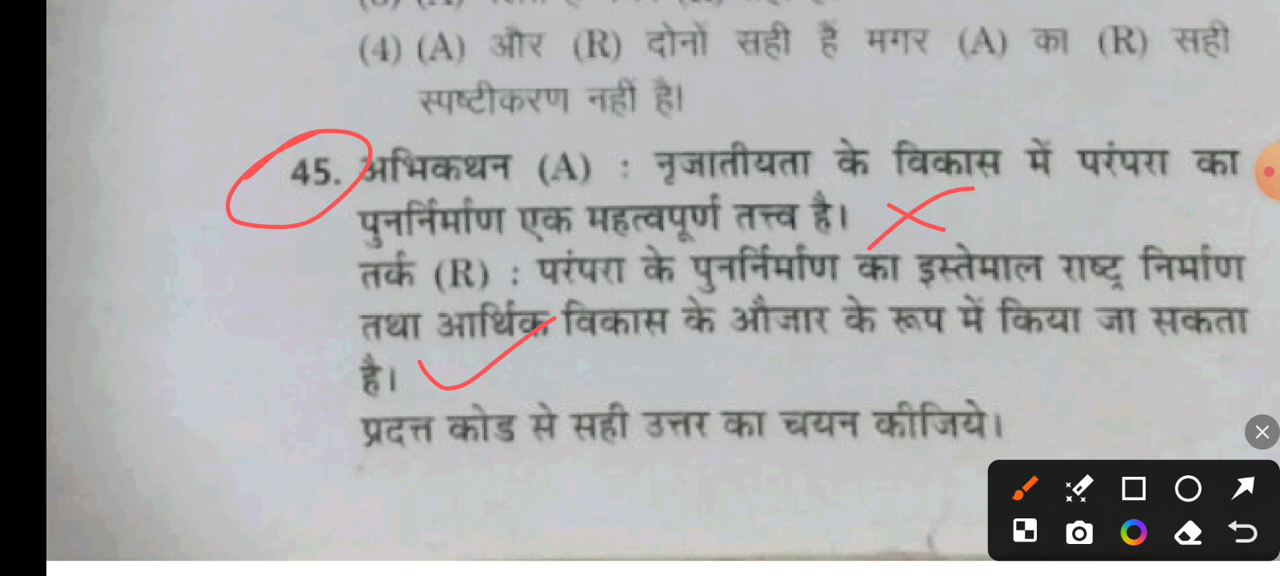 (4) (A) और (R) दोनों सही हैं मगर (A) का (R) सही
स्पष्टीकरण नहीं है।
45. अभिकथन (A) : नृजातीयता के विकास में परंपरा का
पुनर्निर्माण एक महत्वपूर्ण तत्त्व है।
तर्क (R) : परंपरा के पुनर्निर्माण का इस्तेमाल राष्ट्र निर्माण
तथा आर्थिक विकास के औजार के रूप में किया जा सकता
है।
प्रदत्त कोड से सही उत्तर का चयन कीजिये।